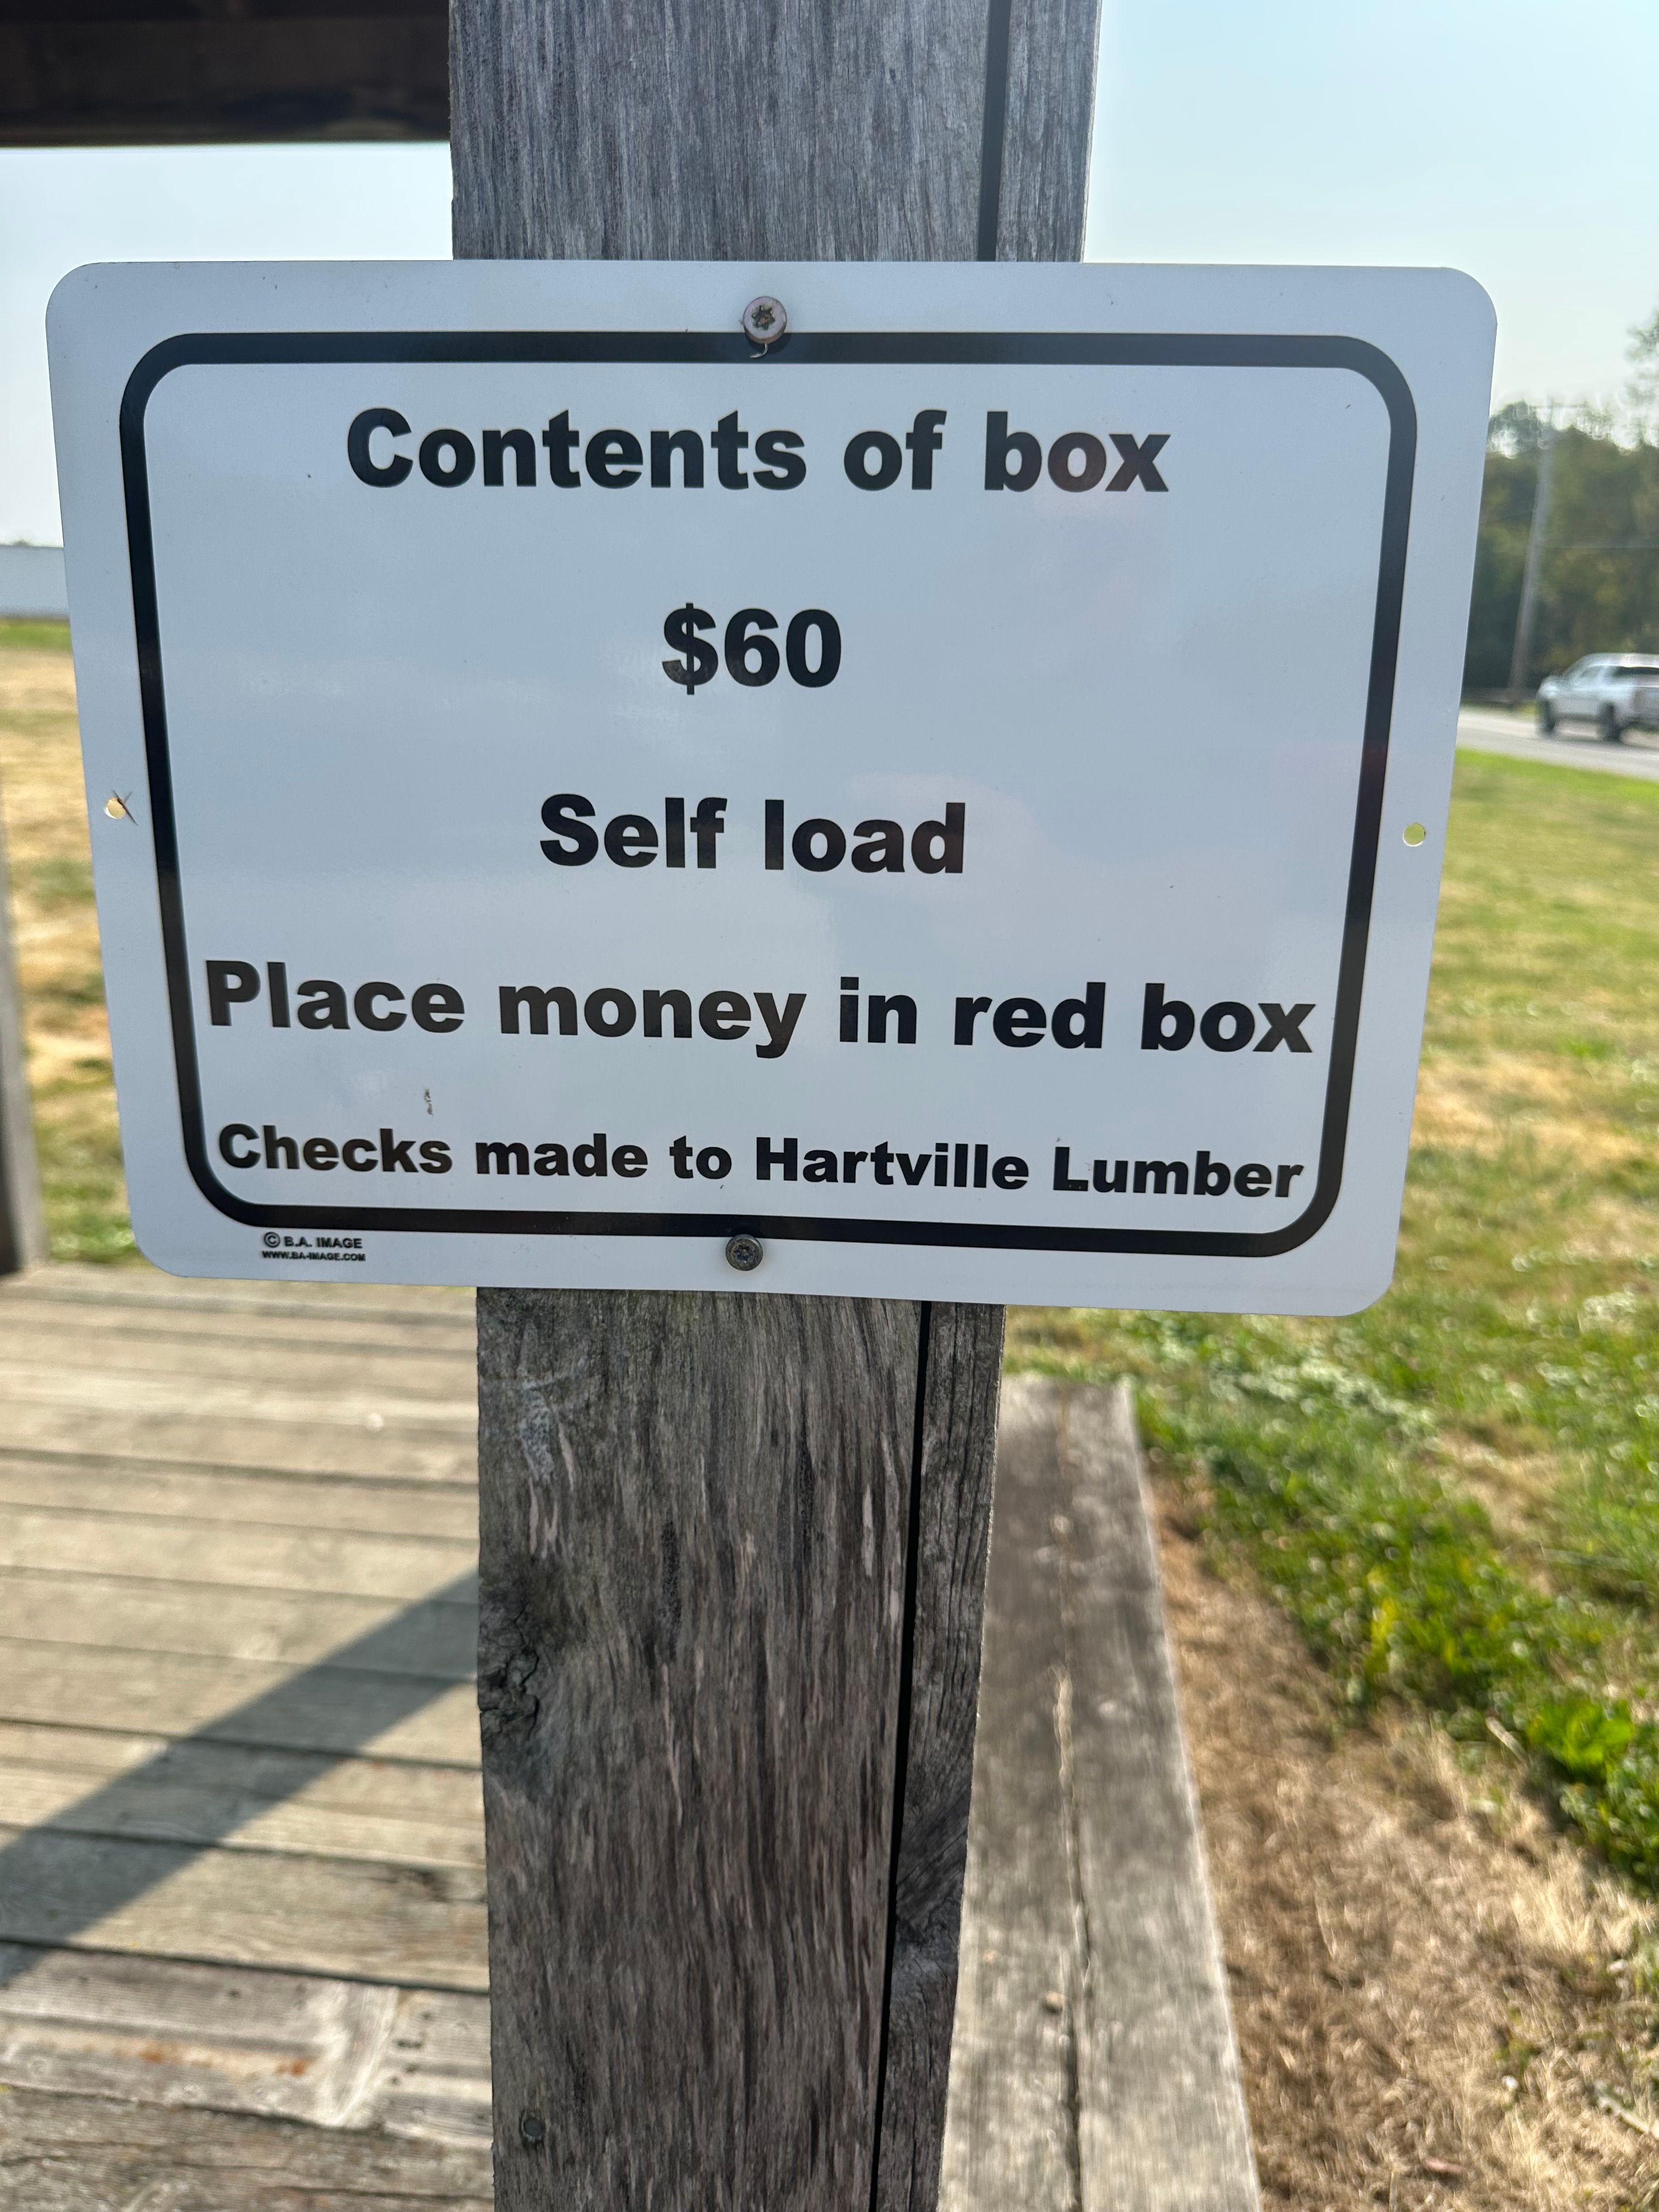 Contents of box
$60
Self load
Place money in red box
Checks made to Hartville Lumber
© B.A. IMAGE
WWW.BA-IMAGE.COM